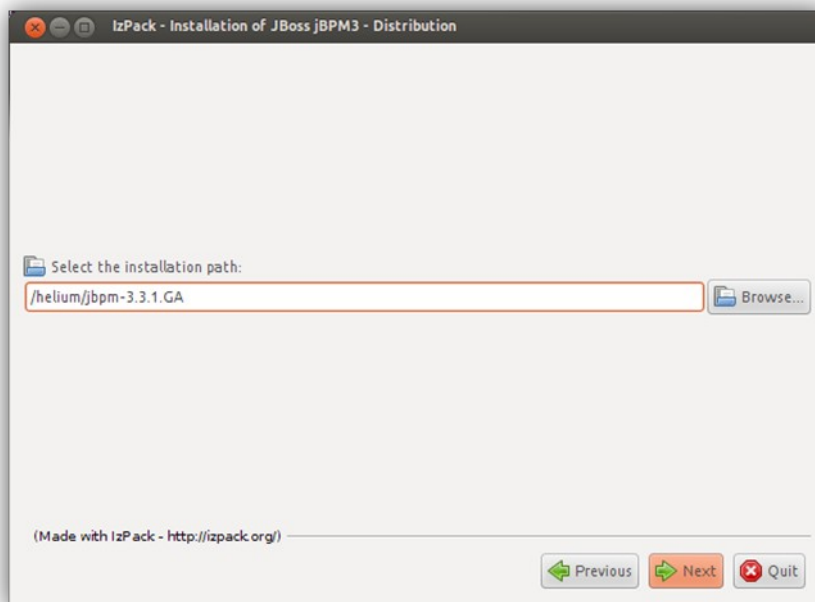 IzPack - Installation of JBoss jBPM3 - Distribution
Select the installation path:
/helium/jbpm-3.3.1.GA
Browse...
(Made with IzPack - http://izpack.org/)
Previous
Next
Quit